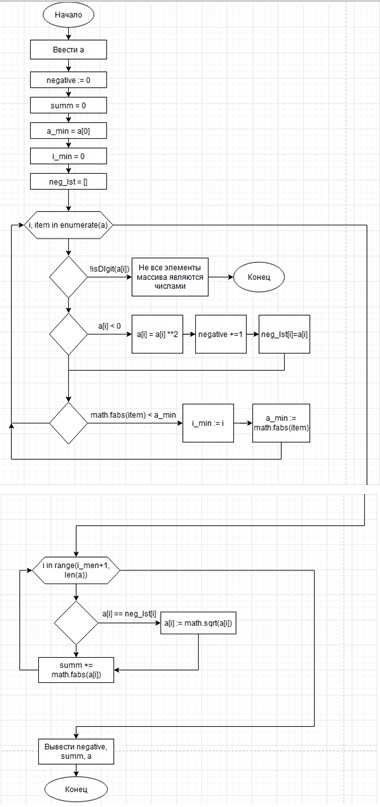 Начало
Ввести a
negative := 0
summ = 0
a_min = a[0]
i_min = 0
neg_lst = []
i, item in enumerate(a)
!isDIgit(a[i])
Не все элементы
массива являются
числами
Конец
a[i] < 0
a[i] = a[i] **2
negative +=1
neg_lst[i]=a[i]
math.fabs(item) < a_min
i_min := i
a_min :=
math.fabs(item)
i in range(i_men+1,
len(a))
a[i] == neg_lst[i]
a[i] := math.sqrt(a[i])
summ +=
math.fabs(a[i])
Вывести negative,
summ, a
Конец